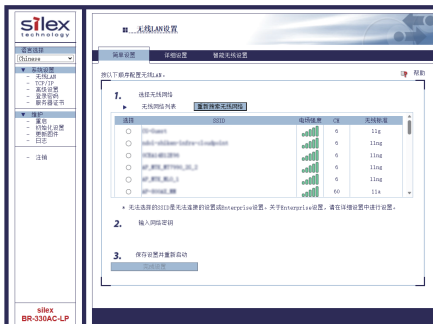 silex
technology
语言选择
Chinese
▼ 系统设置
- 无线LAN
- TCP/IP
- 高级设置
- 登录密码
- 服务器证书
▼ 维护
- 重启
- 初始化设置
- 更新固件
- 日志
- 注销
silex
BR-330AC-LP
无线LAN设置
简单设置 详细设置 智能无线设置
按以下顺序配置无线LAN。
帮助
1. 选择无线网络
▶ 无线网络列表 重新搜索无线网络
选择 SSID 电场强度 CH 无线标准
6 11g
6 11ng
6 11ng
6 11ng
6 11ng
60 11a
* 无法选择的SSID是无法连接的设置或Enterprise设置。关于Enterprise设置，请在详细设置中进行设置。
2. 输入网络密钥
3. 保存设置并重新启动